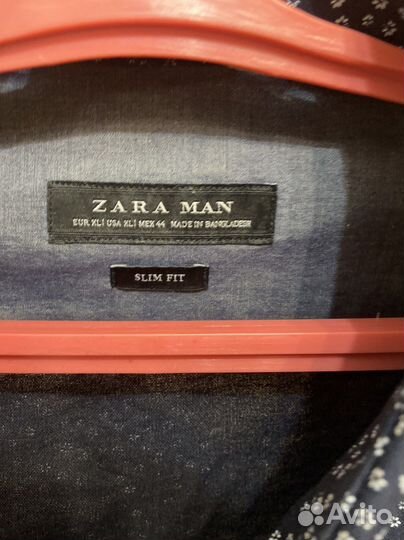 ZARA MAN
EUR XL | USA XL | MEX 44 MADE IN BANGLADESH
SLIM FIT
Avito